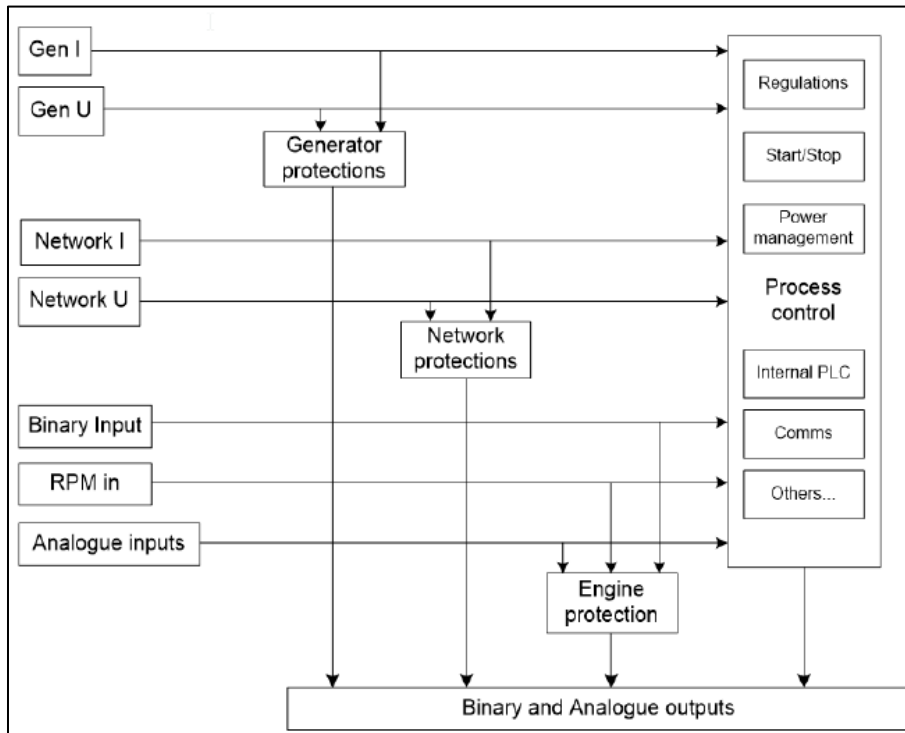 Gen I
Gen U
Generator
protections
Network I
Network U
Network
protections
Binary Input
RPM in
Analogue inputs
Engine
protection
Regulations
Start/Stop
Power
management
Process
control
Internal PLC
Comms
Others...
Binary and Analogue outputs